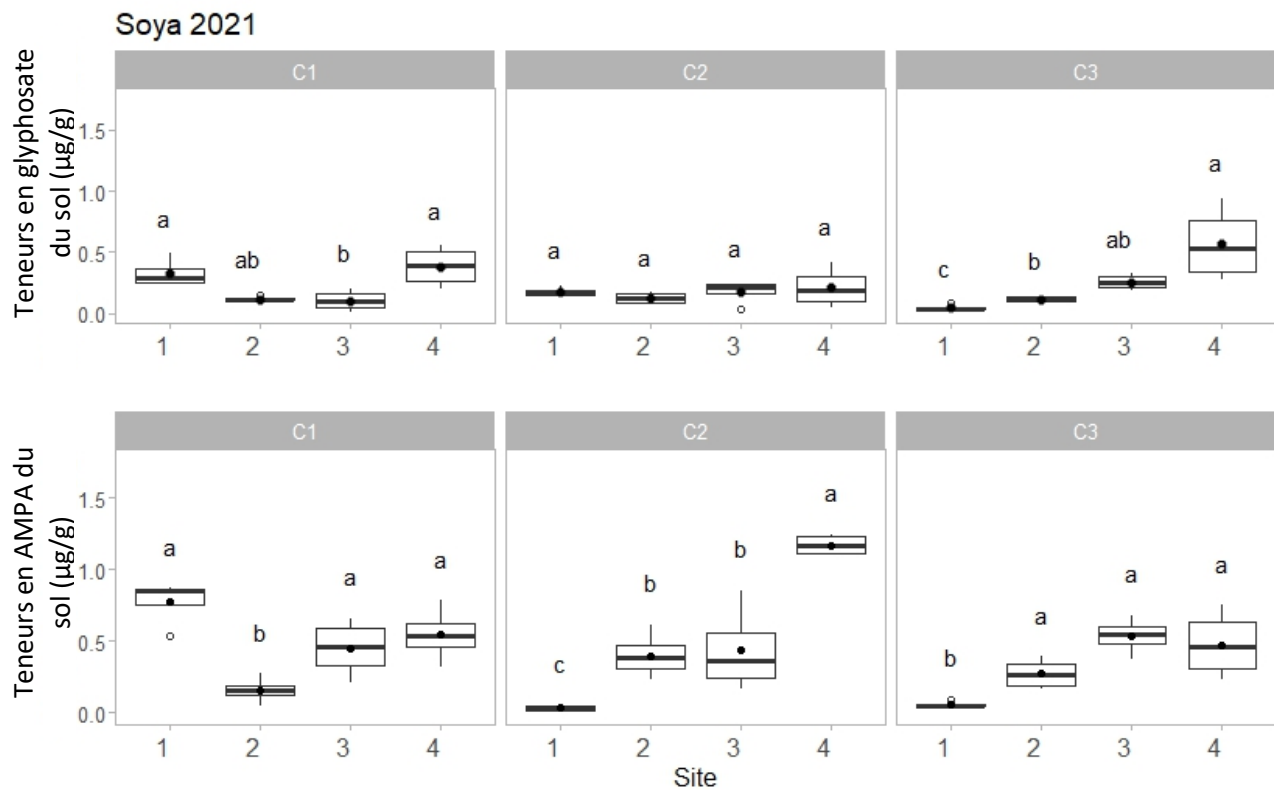 Soya 2021
Teneurs en glyphosate
du sol (µg/g)
C1
C2
C3
1.5
1.0
0.5
0.0
a
ab
b
a
a
a
a
a
c
b
ab
a
1
2
3
4
1
2
3
4
1
2
3
4
Teneurs en AMPA du
sol (µg/g)
C1
C2
C3
1.5
1.0
0.5
0.0
a
b
a
a
c
b
b
a
b
a
a
a
1
2
3
4
1
2
3
4
1
2
3
4
Site